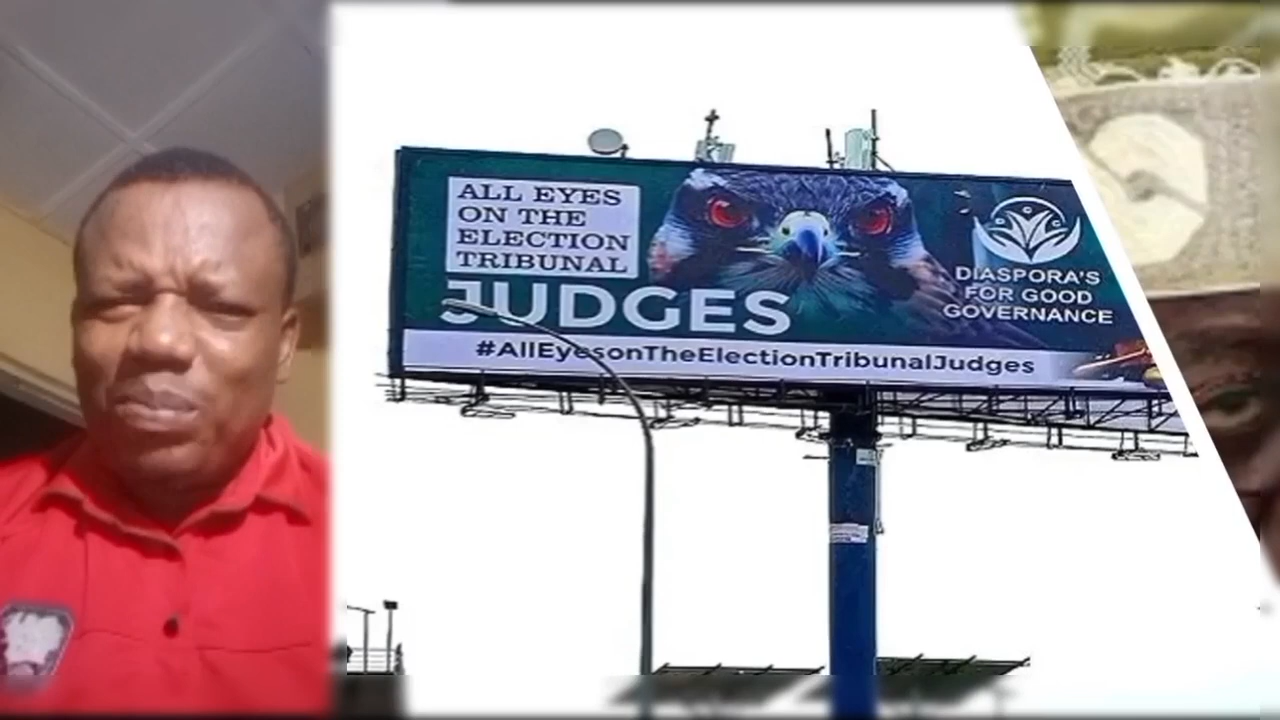 ALL EYES
ON THE
ELECTION
TRIBUNAL
JUDGES
DIASPORA'S
FOR GOOD
GOVERNANCE
#AllEyesonTheElectionTribunalJudges